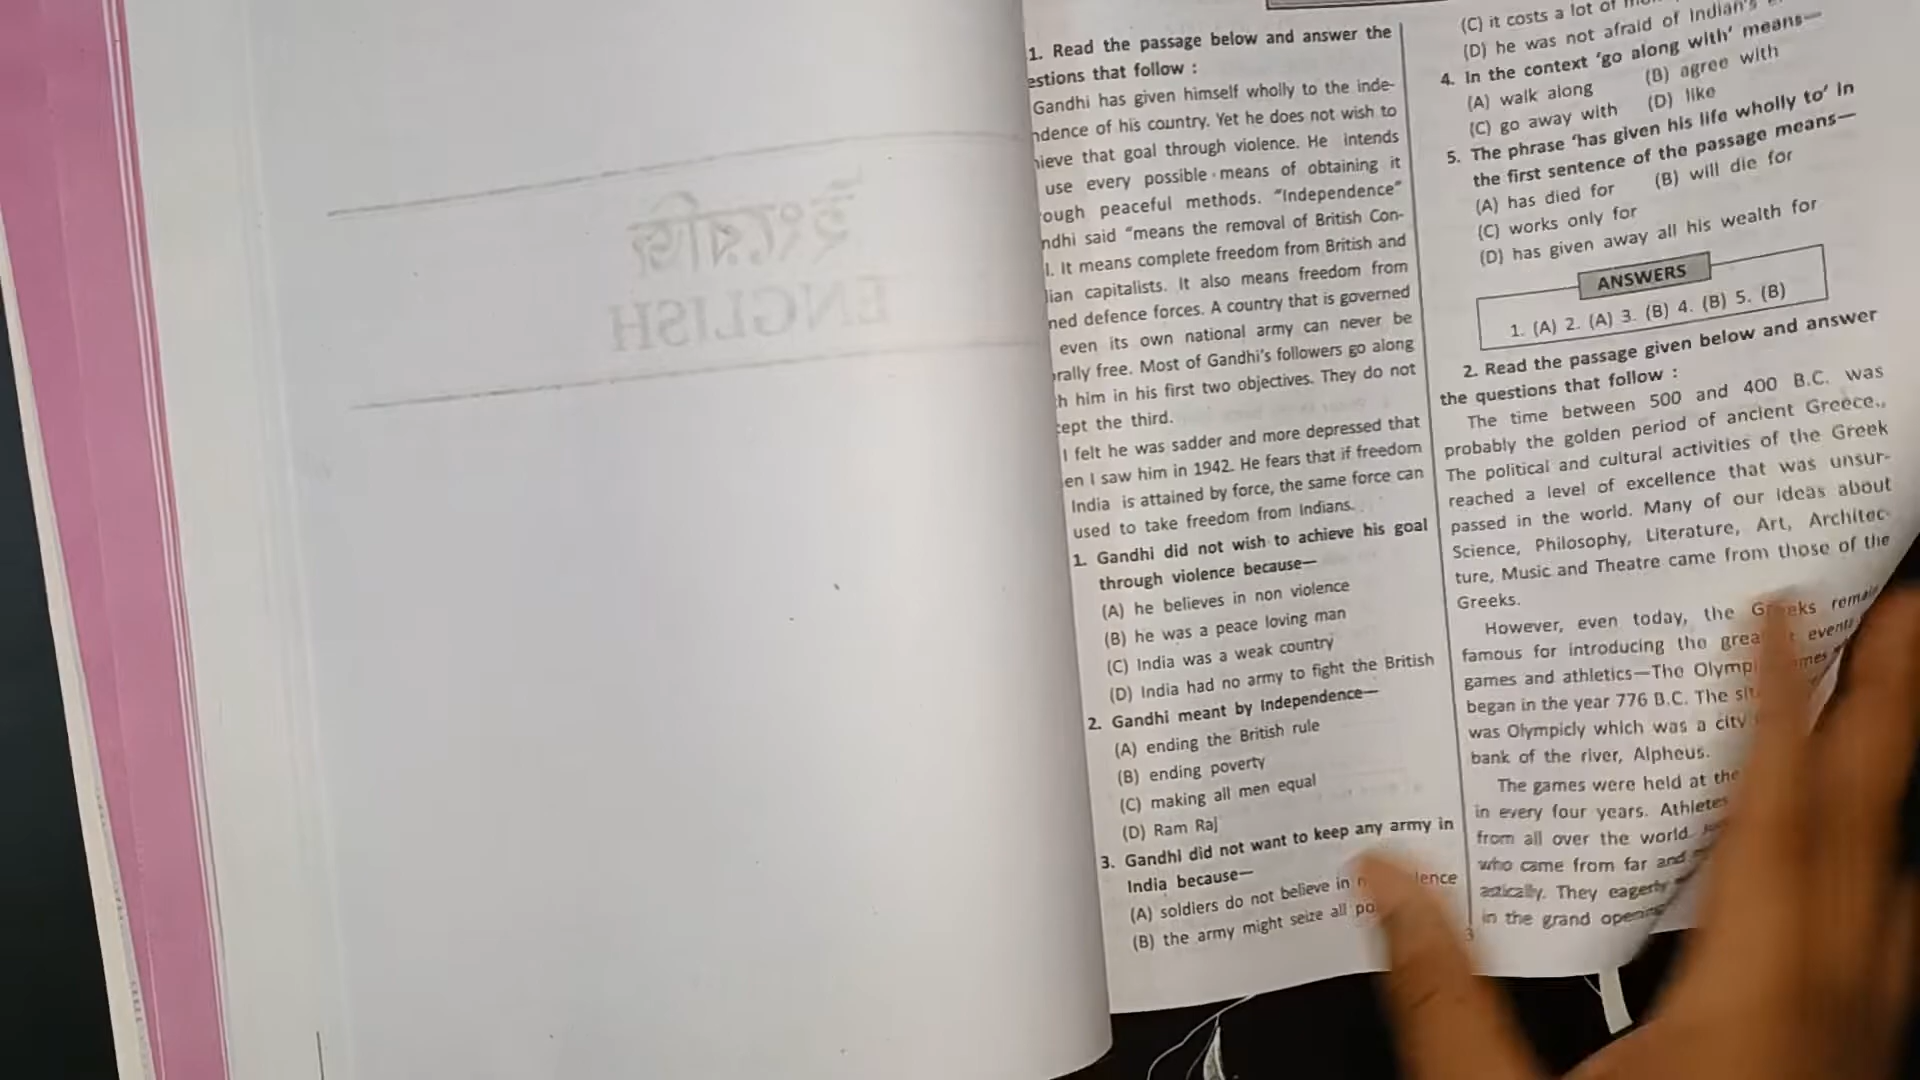 1. Read the passage below and answer the
estions that follow :
Gandhi has given himself wholly to the inde-
ndence of his country. Yet he does not wish to
nieve that goal through violence. He intends
use every possible means of obtaining it
ough peaceful methods. “Independence”
ndhi said “means the removal of British Con-
l. It means complete freedom from British and
lian capitalists. It also means freedom from
ned defence forces. A country that is governed
even its own national army can never be
orally free. Most of Gandhi's followers go along
h him in his first two objectives. They do not
cept the third.
I felt he was sadder and more depressed that
en I saw him in 1942. He fears that if freedom
India is attained by force, the same force can
used to take freedom from Indians.
1. Gandhi did not wish to achieve his goal
through violence because—
(A) he believes in non violence
(B) he was a peace loving man
(C) India was a weak country
(D) India had no army to fight the British
2. Gandhi meant by Independence—
(A) ending the British rule
(B) ending poverty
(C) making all men equal
(D) Ram Raj
3. Gandhi did not want to keep any army in
India because—
(A) soldiers do not believe in
(B) the army might seize all
(C) it costs a lot of
(D) he was not afraid of Indian's
4. In the context ‘go along with’ means—
(A) walk along (B) agree with
(C) go away with (D) like
5. The phrase ‘has given his life wholly to’ in
the first sentence of the passage means—
(A) has died for (B) will die for
(C) works only for
(D) has given away all his wealth for
ANSWERS
1. (A) 2. (A) 3. (B) 4. (B) 5. (B)
2. Read the passage given below and answer
the questions that follow :
The time between 500 and 400 B.C. was
probably the golden period of ancient Greece.,
The political and cultural activities of the Greek
reached a level of excellence that was unsur-
passed in the world. Many of our ideas about
Science, Philosophy, Literature, Art, Architec-
ture, Music and Theatre came from those of the
Greeks.
However, even today, the Greeks remain
famous for introducing the
games and athletics—The
began in the year 776 B.C. The
was Olympicly which was a city
bank of the river, Alpheus.
The games were held at the
in every four years. Athletes
from all over the world.
who came from far and
They eagerly
in the grand
3
ইংরেজি
ENGLISH